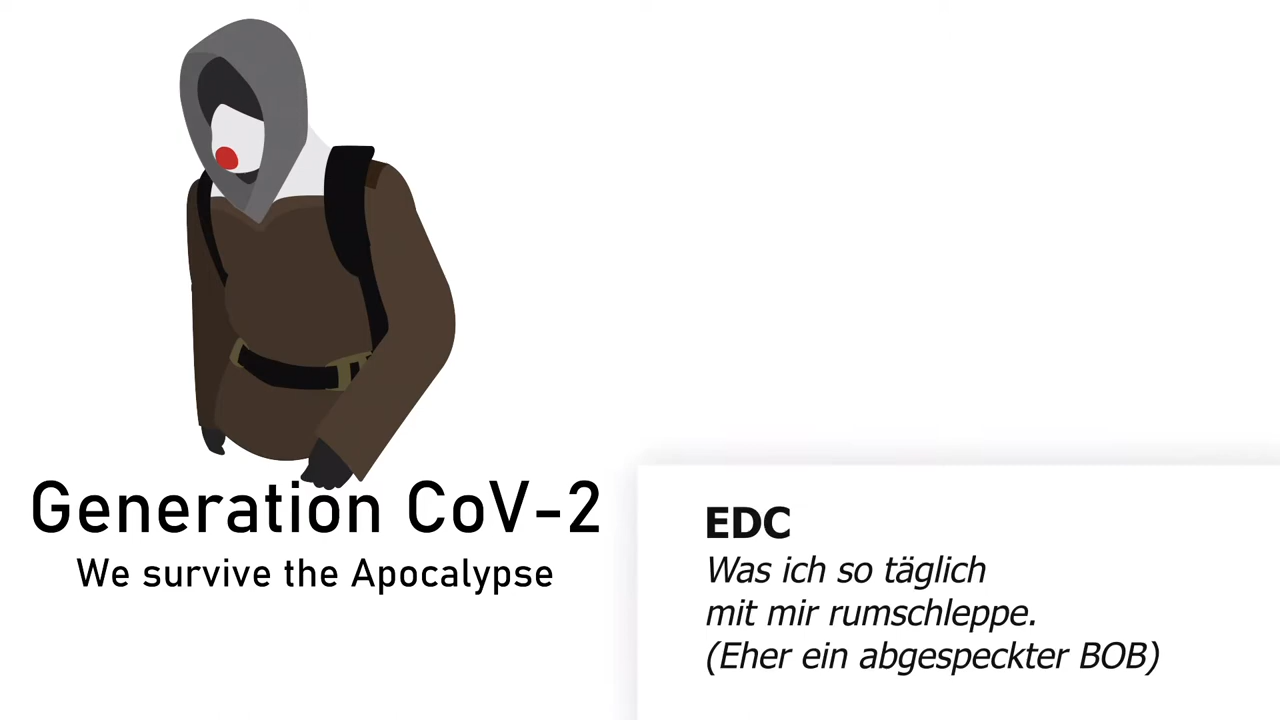 Generation CoV-2
We survive the Apocalypse
EDC
Was ich so täglich
mit mir rumschleppe.
(Eher ein abgespeckter BOB)